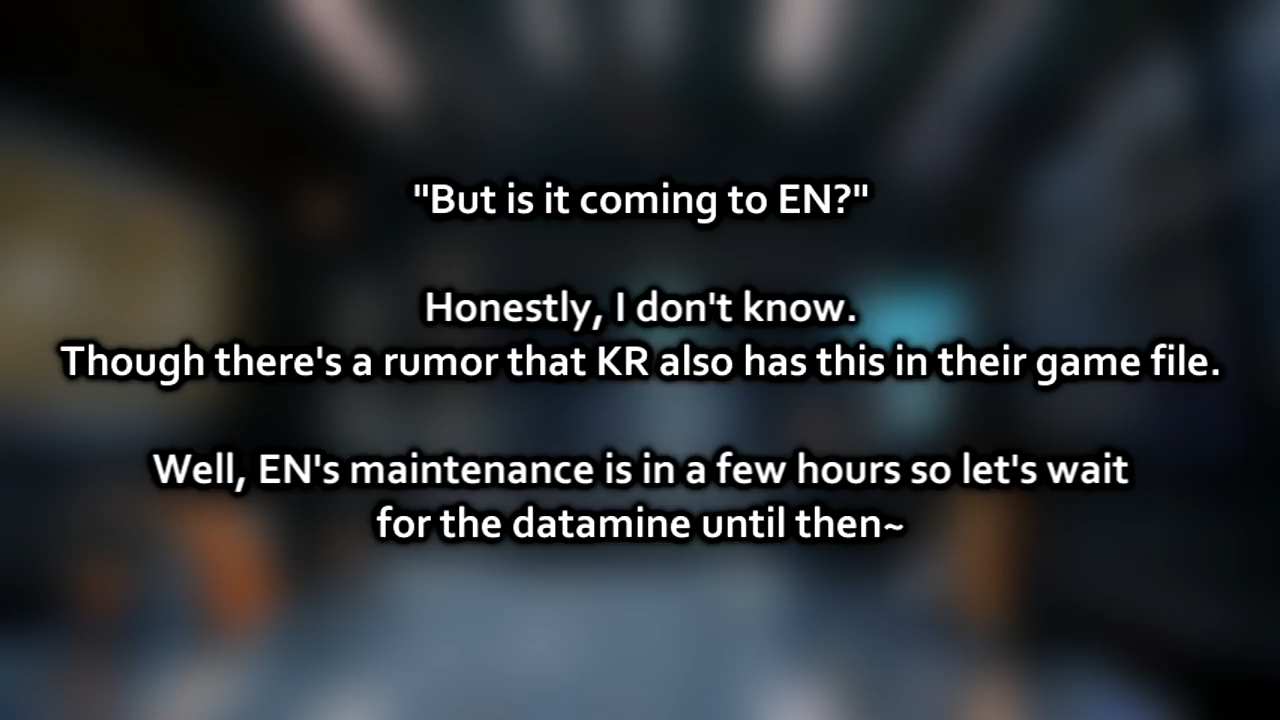 "But is it coming to EN?"
Honestly, I don't know.
Though there's a rumor that KR also has this in their game file.
Well, EN's maintenance is in a few hours so let's wait
for the datamine until then~